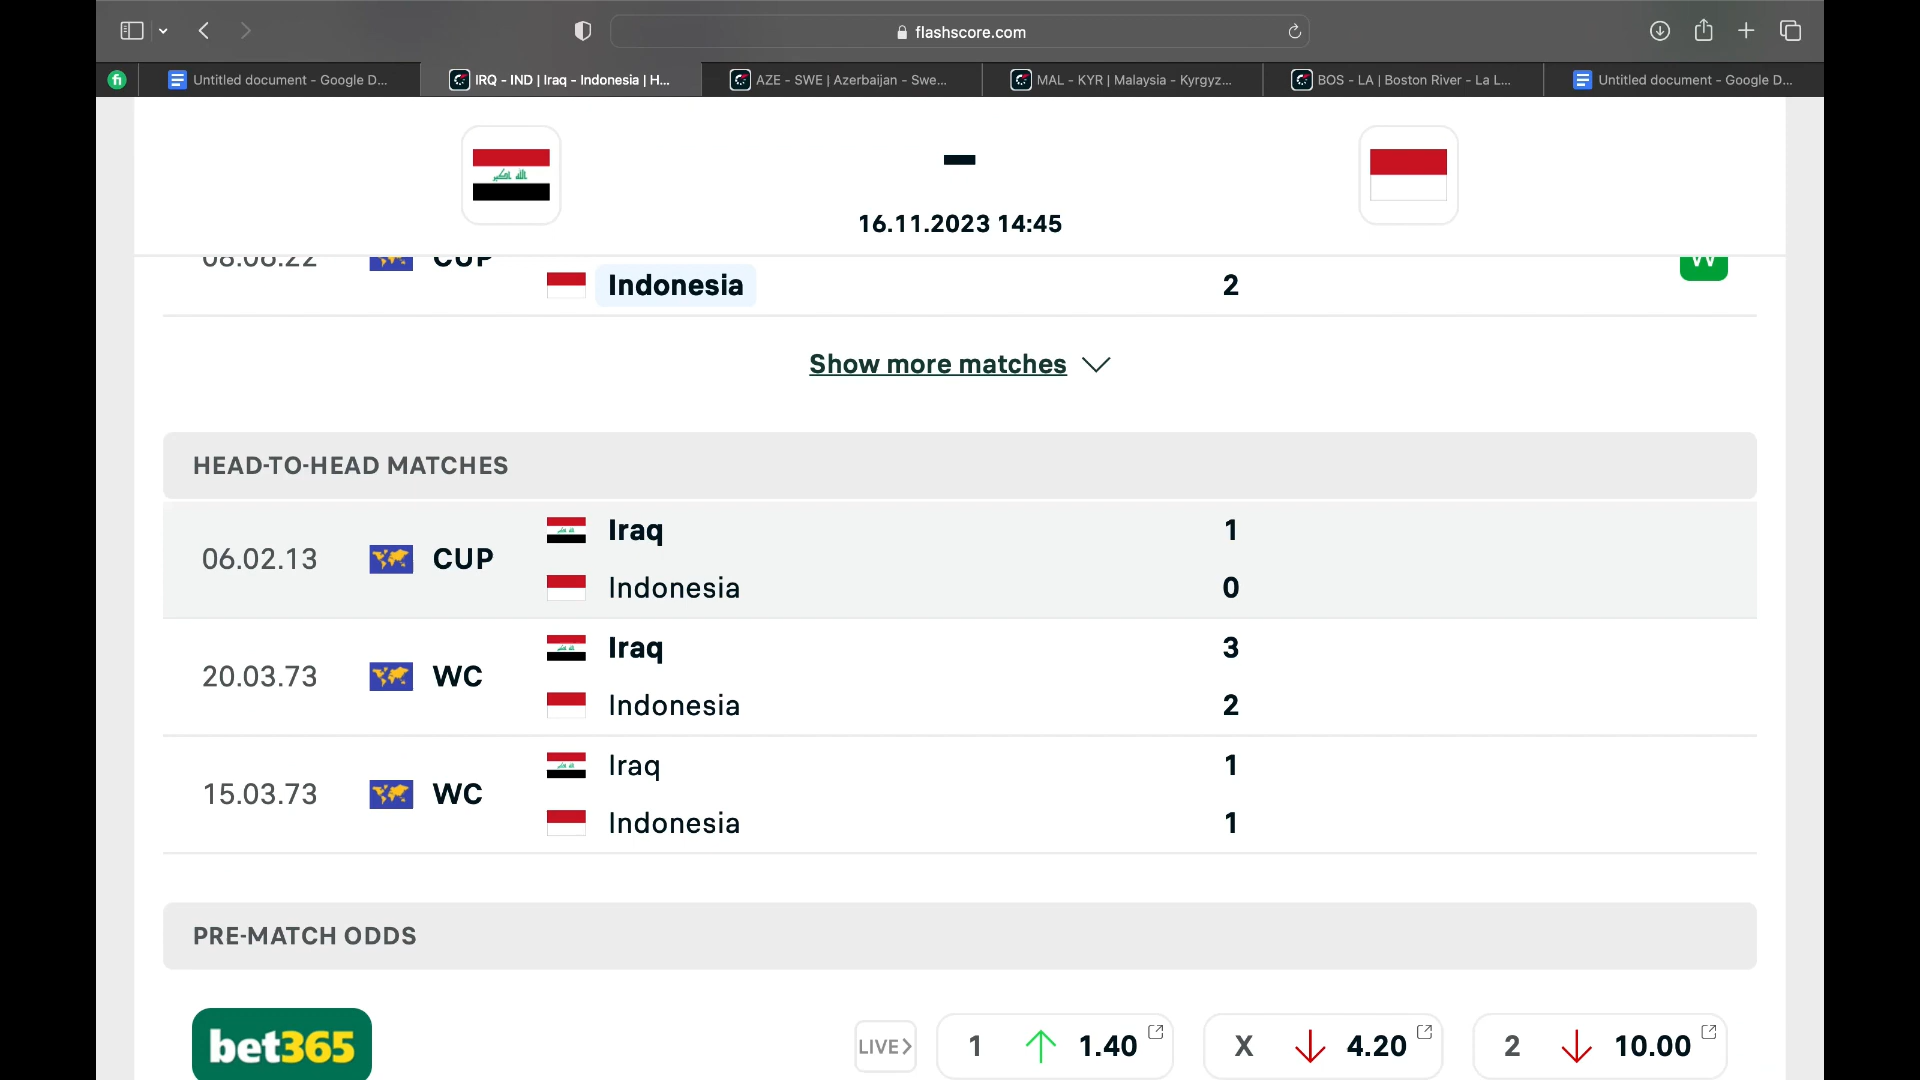 flashscore.com
Untitled document - Google D...
IRQ - IND | Iraq - Indonesia | H...
AZE - SWE | Azerbaijan - Swe...
MAL - KYR | Malaysia - Kyrgyz...
BOS - LA | Boston River - La L...
Untitled document - Google D...
16.11.2023 14:45
08.06.22 CUP W
Indonesia 2
Show more matches
HEAD-TO-HEAD MATCHES
Iraq 1
06.02.13 CUP
Indonesia 0
Iraq 3
20.03.73 WC
Indonesia 2
Iraq 1
15.03.73 WC
Indonesia 1
PRE-MATCH ODDS
bet365 LIVE 1 1.40 X 4.20 2 10.00